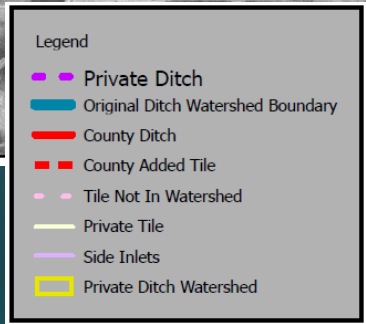 Legend
Private Ditch
Original Ditch Watershed Boundary
County Ditch
County Added Tile
Tile Not In Watershed
Private Tile
Side Inlets
Private Ditch Watershed